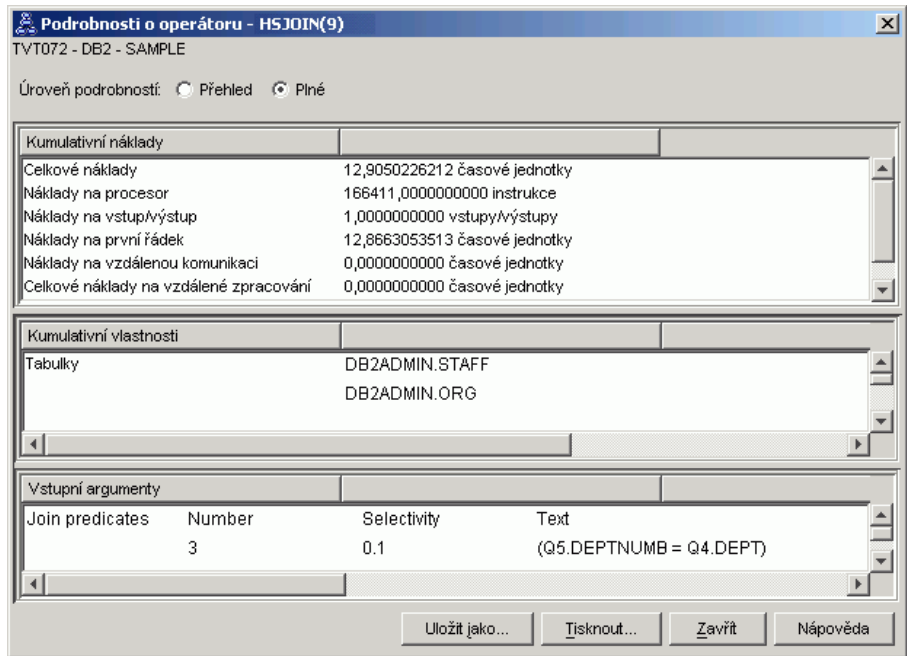 Podrobnosti o operátoru - HSJOIN(9)
TVT072 - DB2 - SAMPLE
Úroveň podrobností: Přehled Plné
Kumulativní náklady
Celkové náklady 12,9050226212 časové jednotky
Náklady na procesor 166411,0000000000 instrukce
Náklady na vstup/výstup 1,0000000000 vstupy/výstupy
Náklady na první řádek 12,8663053513 časové jednotky
Náklady na vzdálenou komunikaci 0,0000000000 časové jednotky
Celkové náklady na vzdálené zpracování 0,0000000000 časové jednotky
Kumulativní vlastnosti
Tabulky DB2ADMIN.STAFF
DB2ADMIN.ORG
Vstupní argumenty
Join predicates Number Selectivity Text
3 0.1 (Q5.DEPTNUMB = Q4.DEPT)
Uložit jako... Tisknout... Zavřít Nápověda